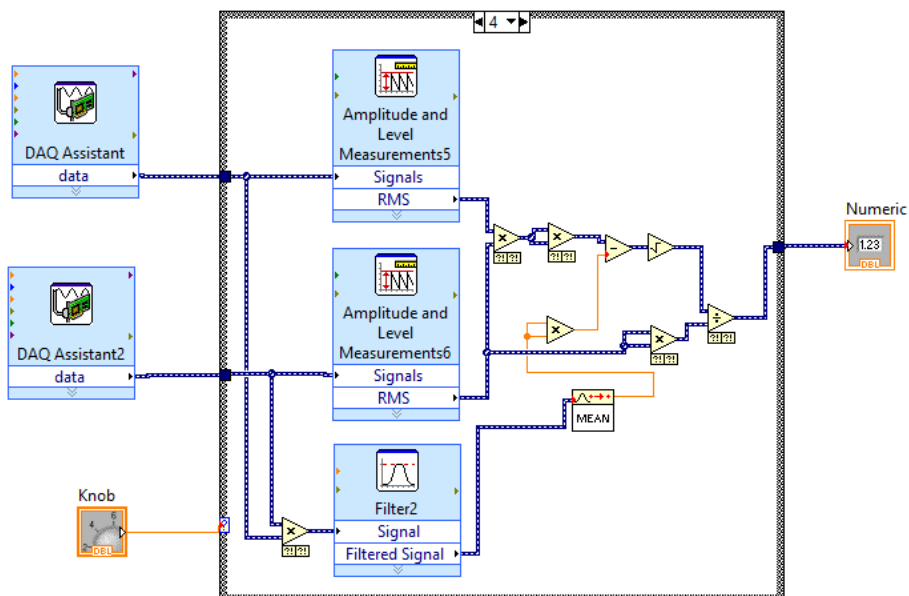 4
DAQ Assistant
data
Amplitude and
Level
Measurements5
Signals
RMS
Numeric
1.23
DBL
DAQ Assistant2
data
Amplitude and
Level
Measurements6
Signals
RMS
MEAN
Knob
2
4
6
DBL
?
Filter2
Signal
Filtered Signal
× ?! ?!
× ?! ?!
−
√
×
× ?! ?!
÷ ?! ?!
× ?! ?!